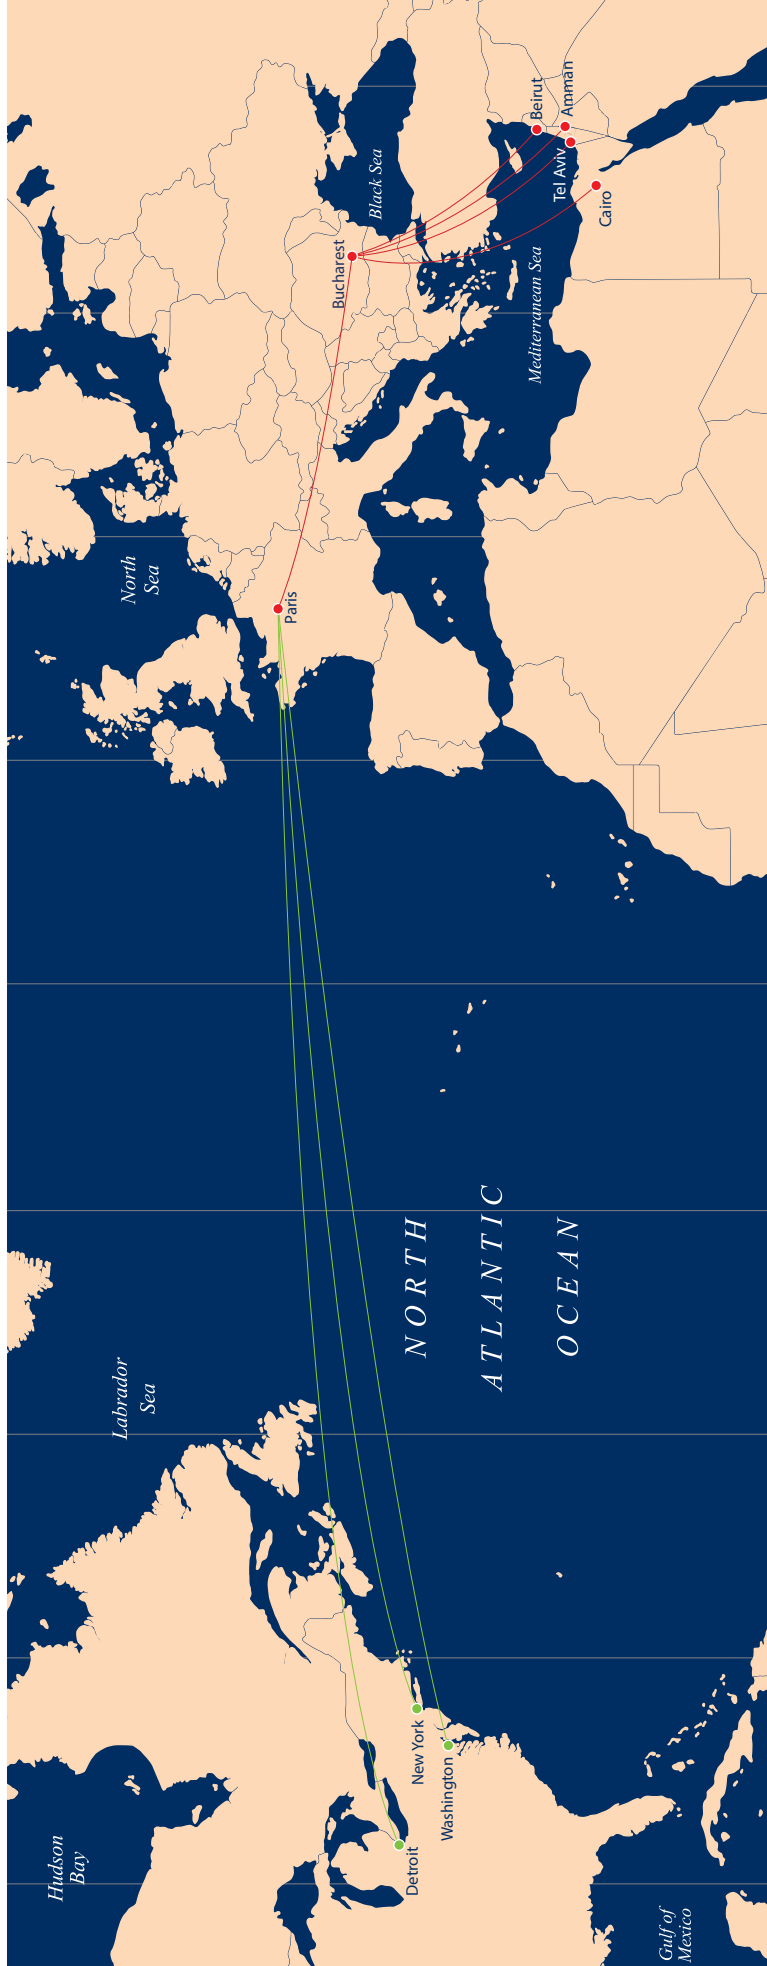 Hudson
Bay
Labrador
Sea
North
Sea
Detroit
New York
Washington
Paris
Bucharest
Black Sea
Beirut
Amman
Tel Aviv
Cairo
Mediterranean Sea
NORTH
ATLANTIC
OCEAN
Gulf of
Mexico